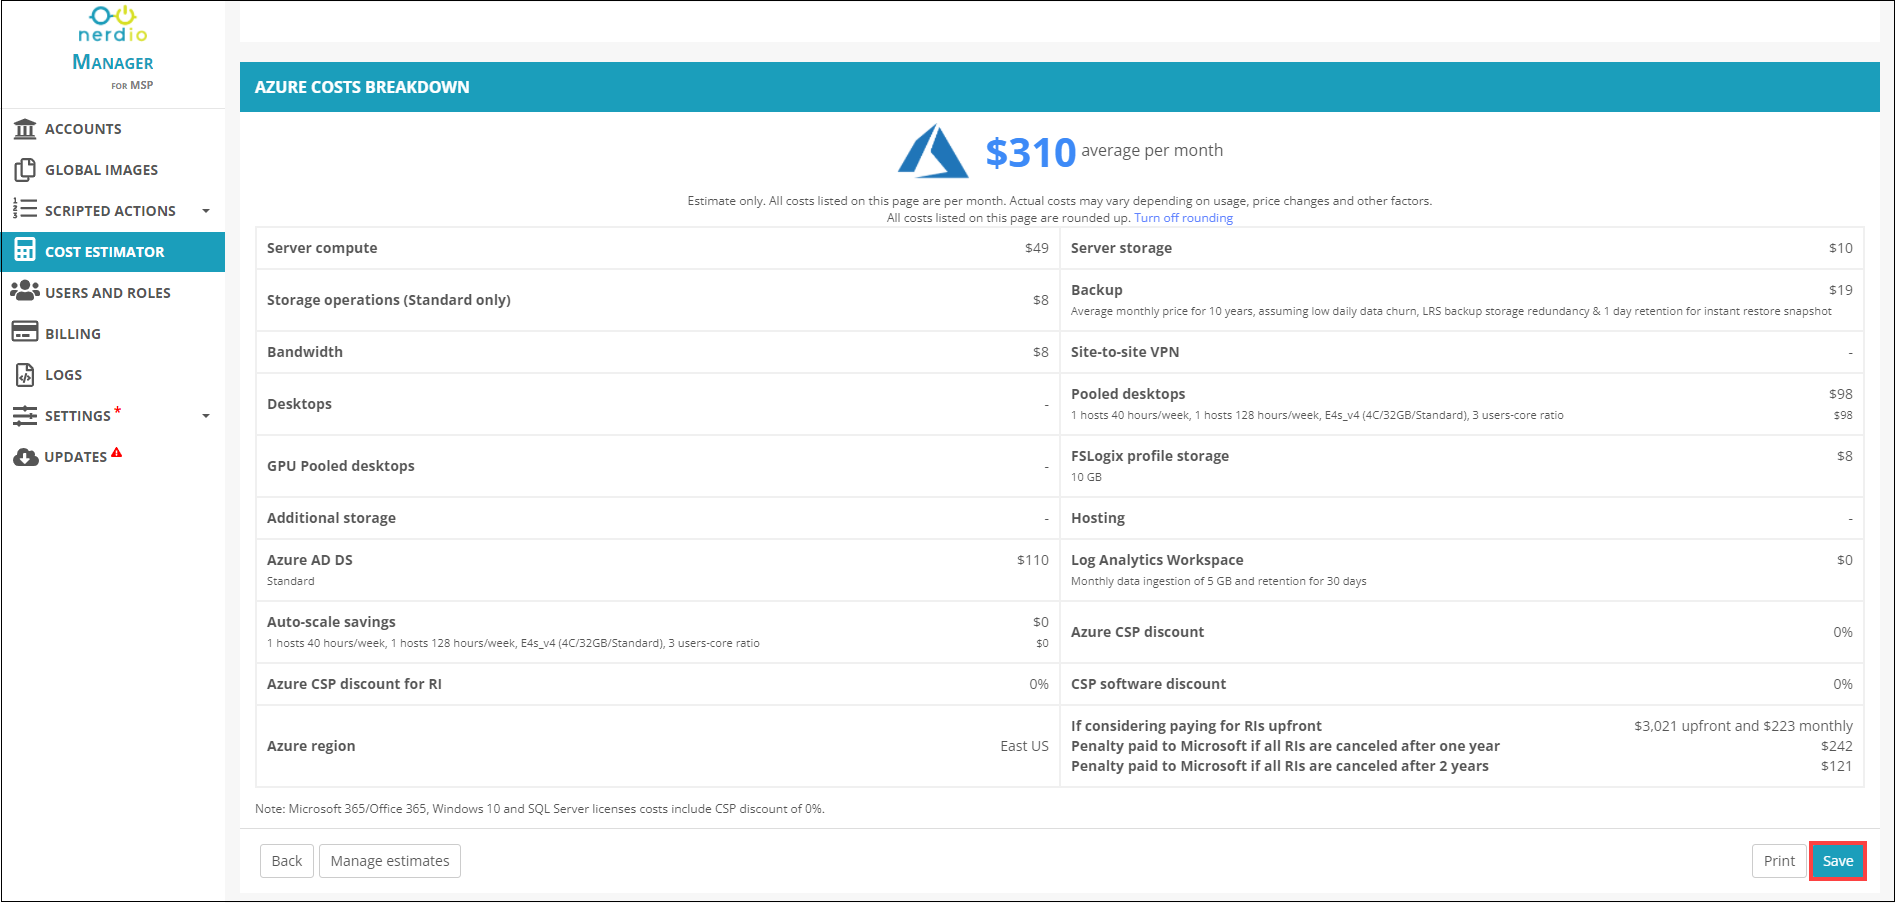 nerdio
MANAGER
FOR MSP
ACCOUNTS
GLOBAL IMAGES
SCRIPTED ACTIONS
COST ESTIMATOR
USERS AND ROLES
BILLING
LOGS
SETTINGS *
UPDATES
AZURE COSTS BREAKDOWN
$310 average per month
Estimate only. All costs listed on this page are per month. Actual costs may vary depending on usage, price changes and other factors.
All costs listed on this page are rounded up. Turn off rounding
Server compute $49
Server storage $10
Storage operations (Standard only) $8
Backup $19
Average monthly price for 10 years, assuming low daily data churn, LRS backup storage redundancy & 1 day retention for instant restore snapshot
Bandwidth $8
Site-to-site VPN -
Desktops -
Pooled desktops $98
1 hosts 40 hours/week, 1 hosts 128 hours/week, E4s_v4 (4C/32GB/Standard), 3 users-core ratio $98
GPU Pooled desktops -
FSLogix profile storage $8
10 GB
Additional storage -
Hosting -
Azure AD DS $110
Standard
Log Analytics Workspace $0
Monthly data ingestion of 5 GB and retention for 30 days
Auto-scale savings $0
1 hosts 40 hours/week, 1 hosts 128 hours/week, E4s_v4 (4C/32GB/Standard), 3 users-core ratio $0
Azure CSP discount 0%
Azure CSP discount for RI 0%
CSP software discount 0%
Azure region East US
If considering paying for RIs upfront $3,021 upfront and $223 monthly
Penalty paid to Microsoft if all RIs are canceled after one year $242
Penalty paid to Microsoft if all RIs are canceled after 2 years $121
Note: Microsoft 365/Office 365, Windows 10 and SQL Server licenses costs include CSP discount of 0%.
Back Manage estimates Print Save